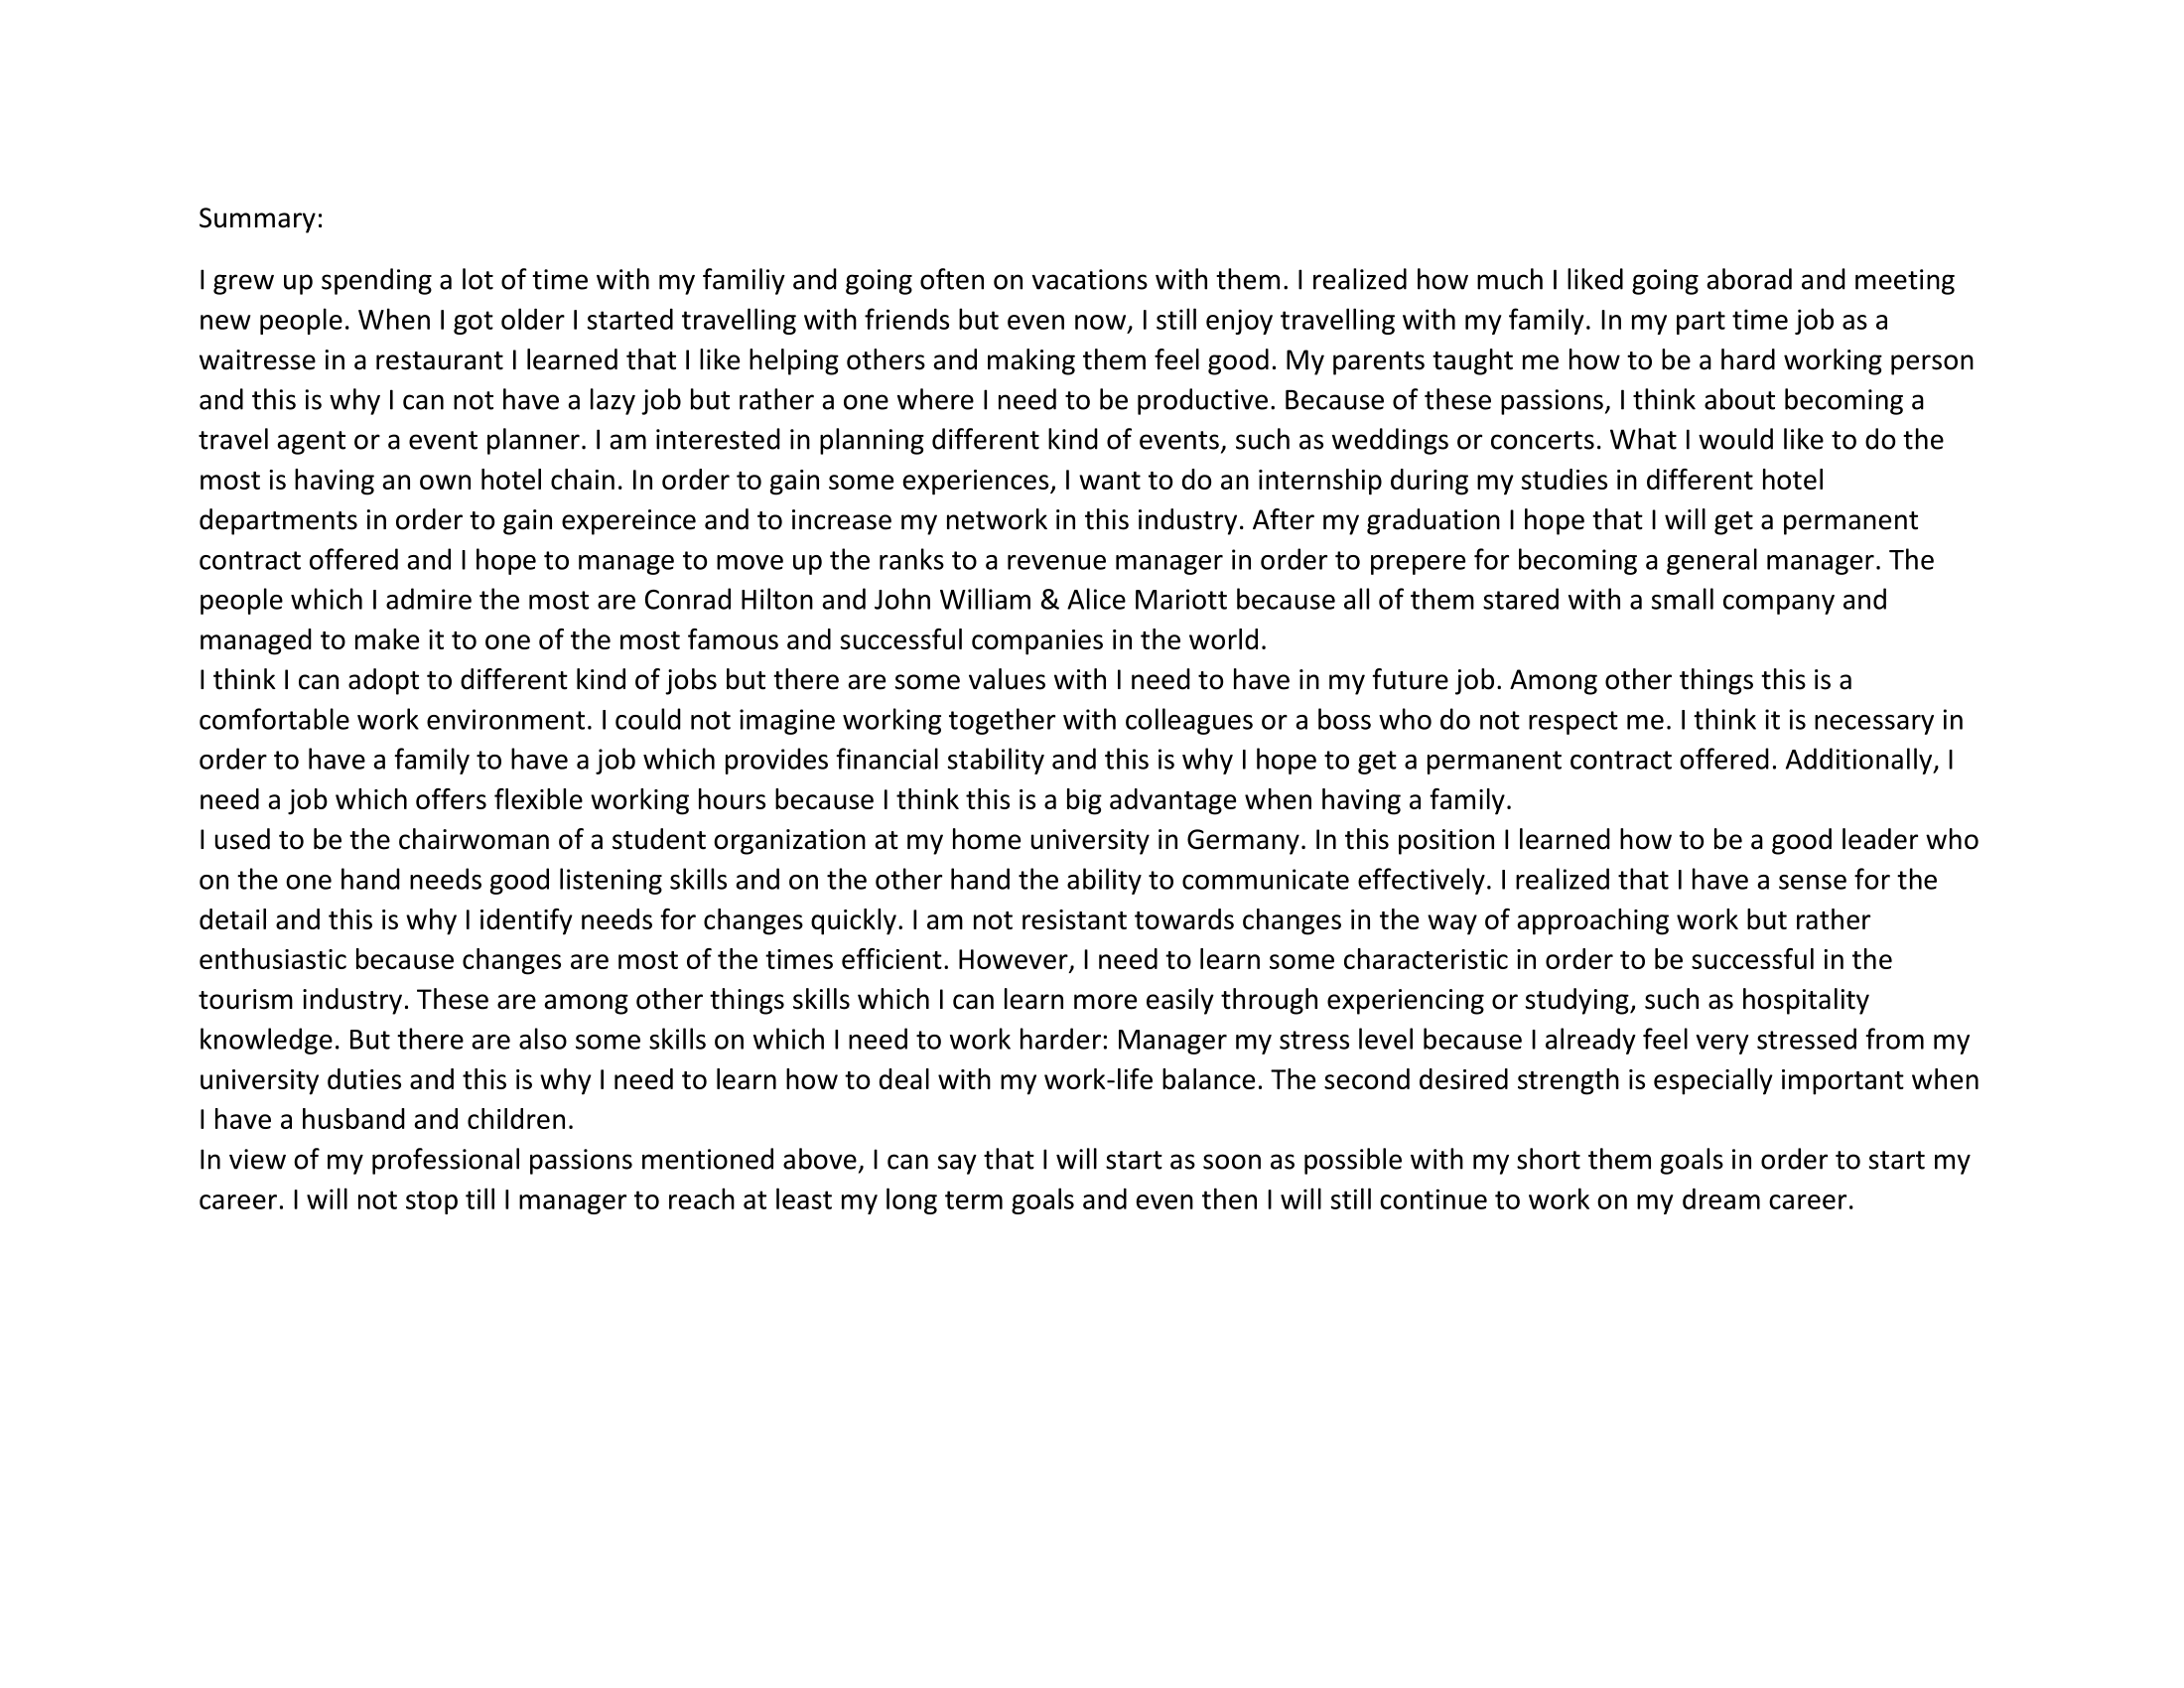 Summary:
I grew up spending a lot of time with my familiy and going often on vacations with them. I realized how much I liked going aborad and meeting
new people. When I got older I started travelling with friends but even now, I still enjoy travelling with my family. In my part time job as a
waitresse in a restaurant I learned that I like helping others and making them feel good. My parents taught me how to be a hard working person
and this is why I can not have a lazy job but rather a one where I need to be productive. Because of these passions, I think about becoming a
travel agent or a event planner. I am interested in planning different kind of events, such as weddings or concerts. What I would like to do the
most is having an own hotel chain. In order to gain some experiences, I want to do an internship during my studies in different hotel
departments in order to gain expereince and to increase my network in this industry. After my graduation I hope that I will get a permanent
contract offered and I hope to manage to move up the ranks to a revenue manager in order to prepere for becoming a general manager. The
people which I admire the most are Conrad Hilton and John William & Alice Mariott because all of them stared with a small company and
managed to make it to one of the most famous and successful companies in the world.
I think I can adopt to different kind of jobs but there are some values with I need to have in my future job. Among other things this is a
comfortable work environment. I could not imagine working together with colleagues or a boss who do not respect me. I think it is necessary in
order to have a family to have a job which provides financial stability and this is why I hope to get a permanent contract offered. Additionally, I
need a job which offers flexible working hours because I think this is a big advantage when having a family.
I used to be the chairwoman of a student organization at my home university in Germany. In this position I learned how to be a good leader who
on the one hand needs good listening skills and on the other hand the ability to communicate effectively. I realized that I have a sense for the
detail and this is why I identify needs for changes quickly. I am not resistant towards changes in the way of approaching work but rather
enthusiastic because changes are most of the times efficient. However, I need to learn some characteristic in order to be successful in the
tourism industry. These are among other things skills which I can learn more easily through experiencing or studying, such as hospitality
knowledge. But there are also some skills on which I need to work harder: Manager my stress level because I already feel very stressed from my
university duties and this is why I need to learn how to deal with my work-life balance. The second desired strength is especially important when
I have a husband and children.
In view of my professional passions mentioned above, I can say that I will start as soon as possible with my short them goals in order to start my
career. I will not stop till I manager to reach at least my long term goals and even then I will still continue to work on my dream career.